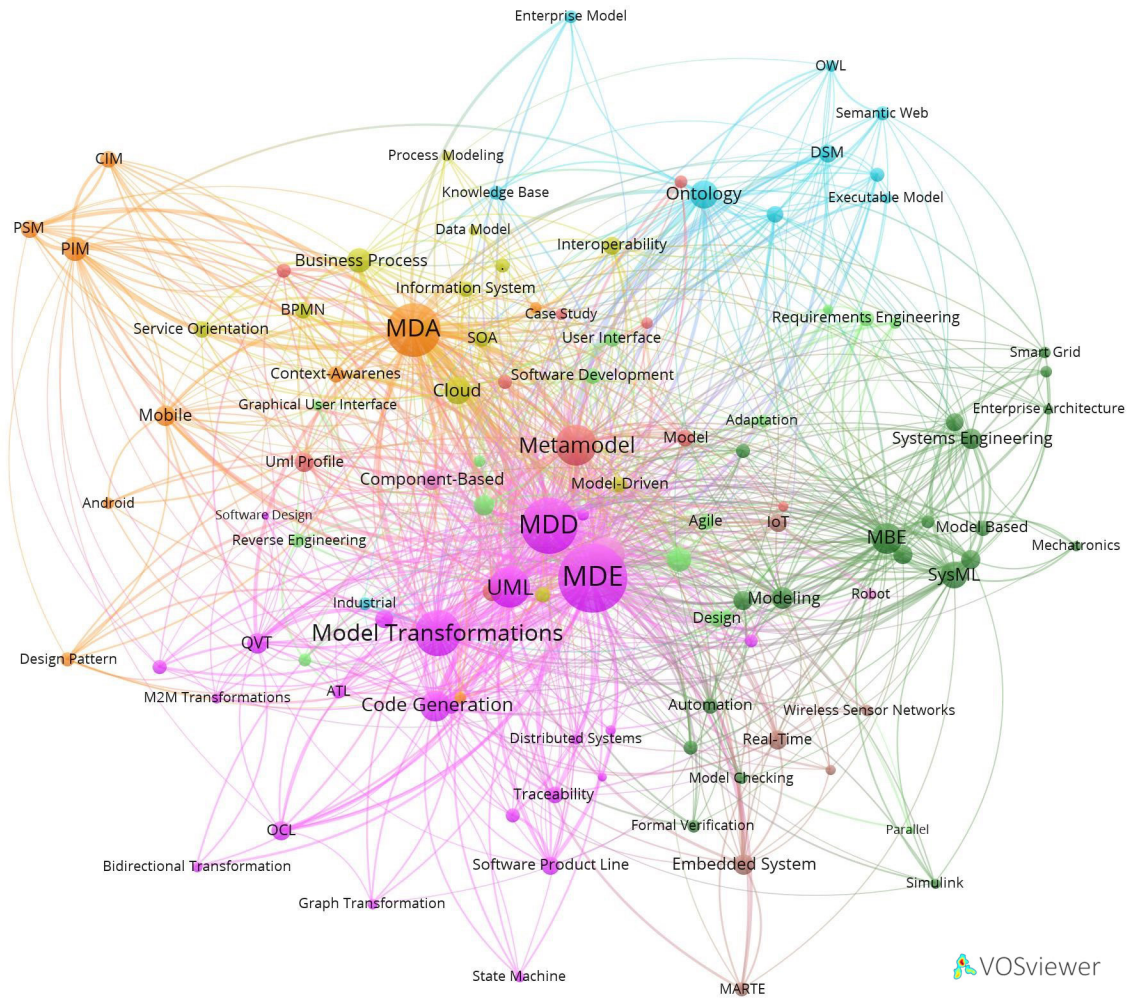 Enterprise Model
OWL
Semantic Web
CIM
Process Modeling
DSM
Knowledge Base
Ontology
Executable Model
PSM
Data Model
PIM
Interoperability
Business Process
Information System
BPMN
Case Study
Requirements Engineering
Service Orientation
MDA
SOA
User Interface
Smart Grid
Context-Awarenes
Software Development
Cloud
Graphical User Interface
Enterprise Architecture
Mobile
Adaptation
Metamodel
Model
Systems Engineering
Uml Profile
Component-Based
Model-Driven
Android
Software Design
MDD
Agile
IoT
Model Based
Reverse Engineering
MBE
Mechatronics
MDE
SysML
UML
Robot
Industrial
Modeling
Design
Model Transformations
QVT
Design Pattern
M2M Transformations
ATL
Code Generation
Automation
Wireless Sensor Networks
Distributed Systems
Real-Time
Model Checking
Traceability
OCL
Formal Verification
Parallel
Bidirectional Transformation
Software Product Line
Embedded System
Simulink
Graph Transformation
State Machine
MARTE
VOSviewer